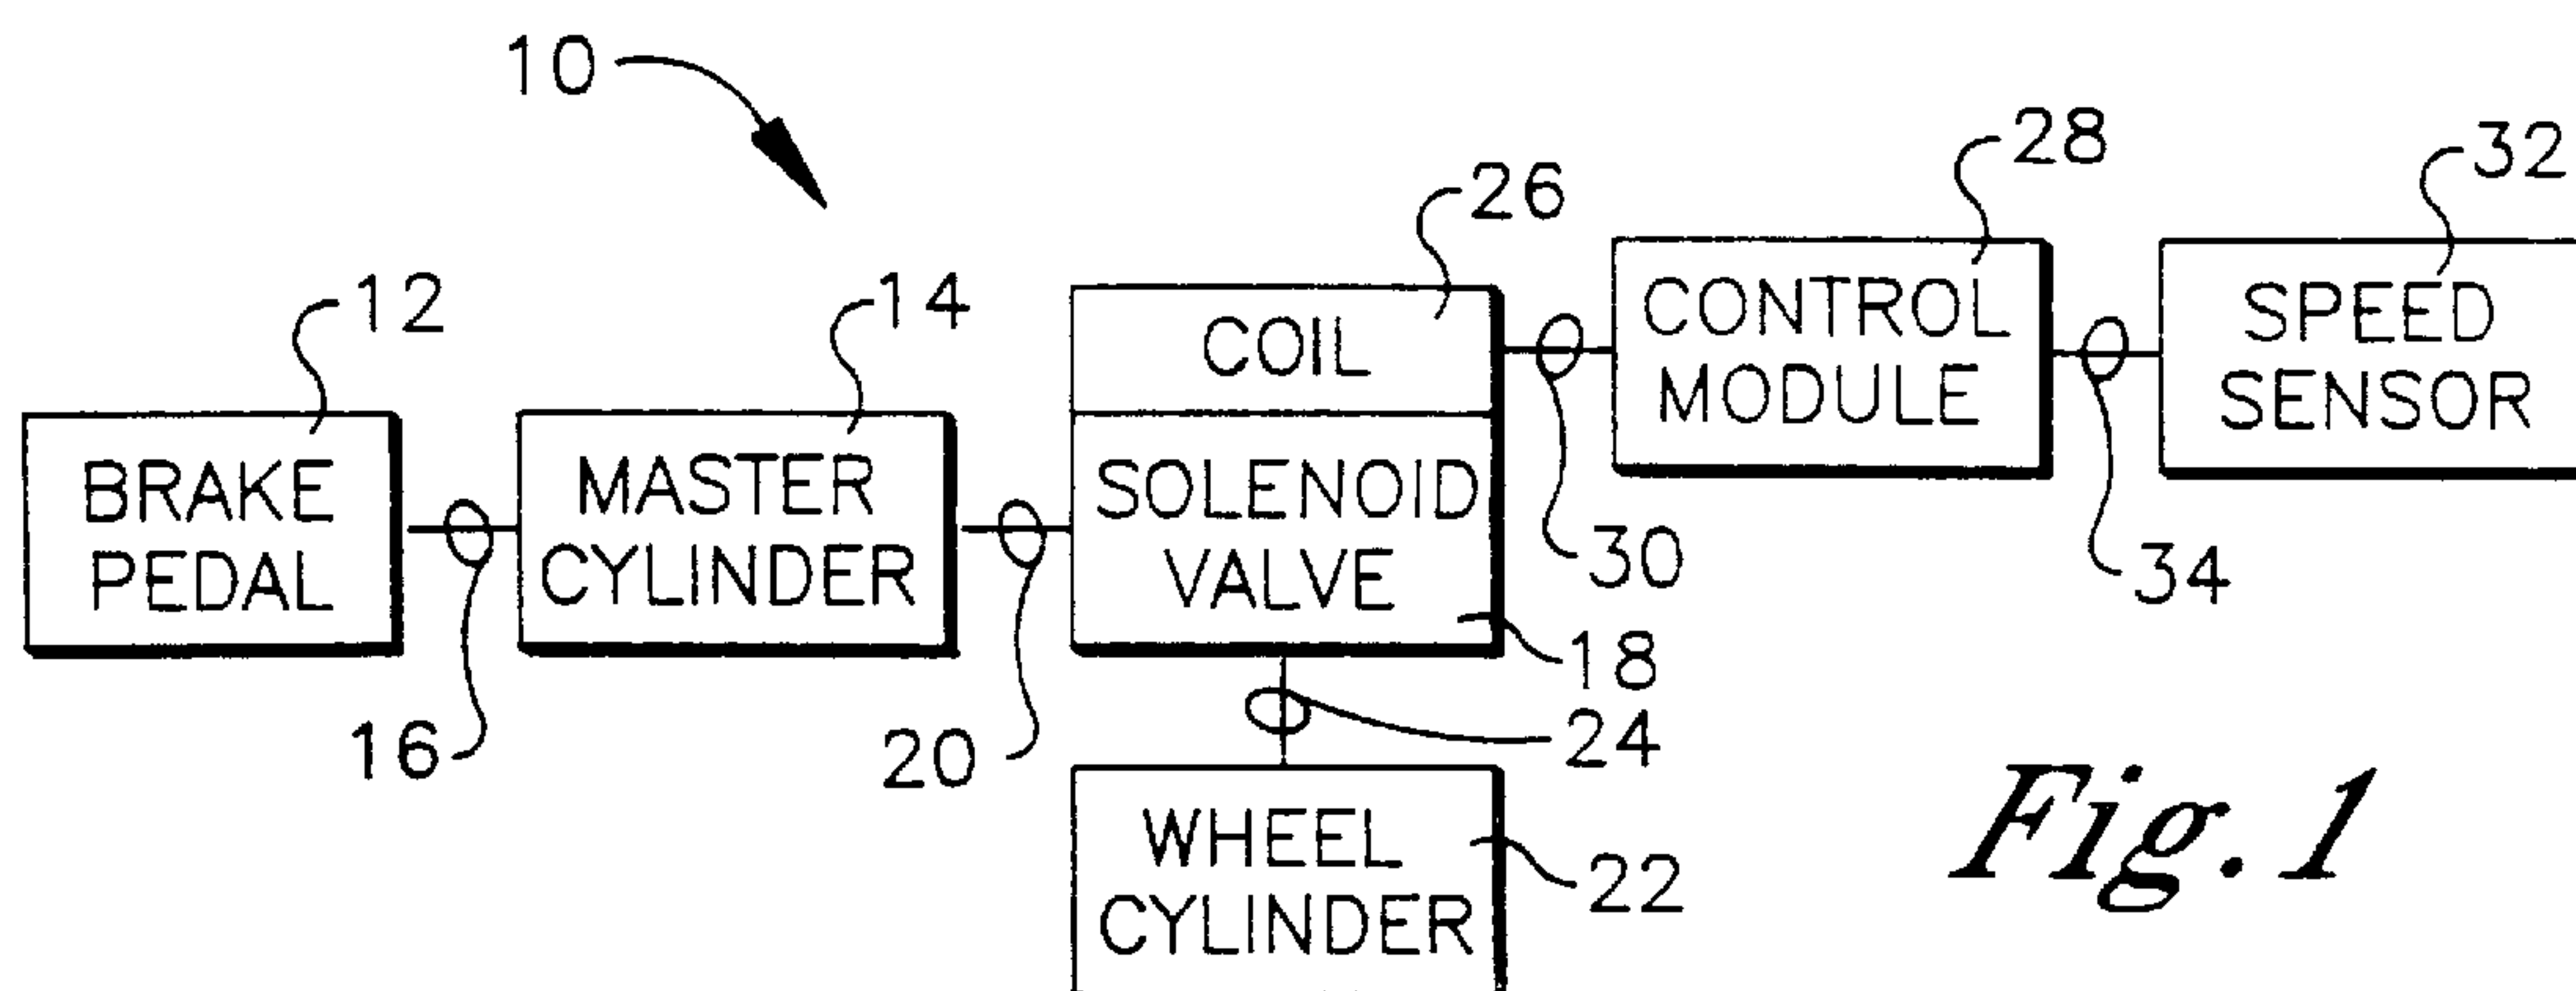 10
28
32
26
12
14
COIL
CONTROL
MODULE
SPEED
SENSOR
BRAKE
PEDAL
MASTER
CYLINDER
SOLENOID
VALVE
30
34
18
16
20
24
WHEEL
CYLINDER
22
Fig. 1